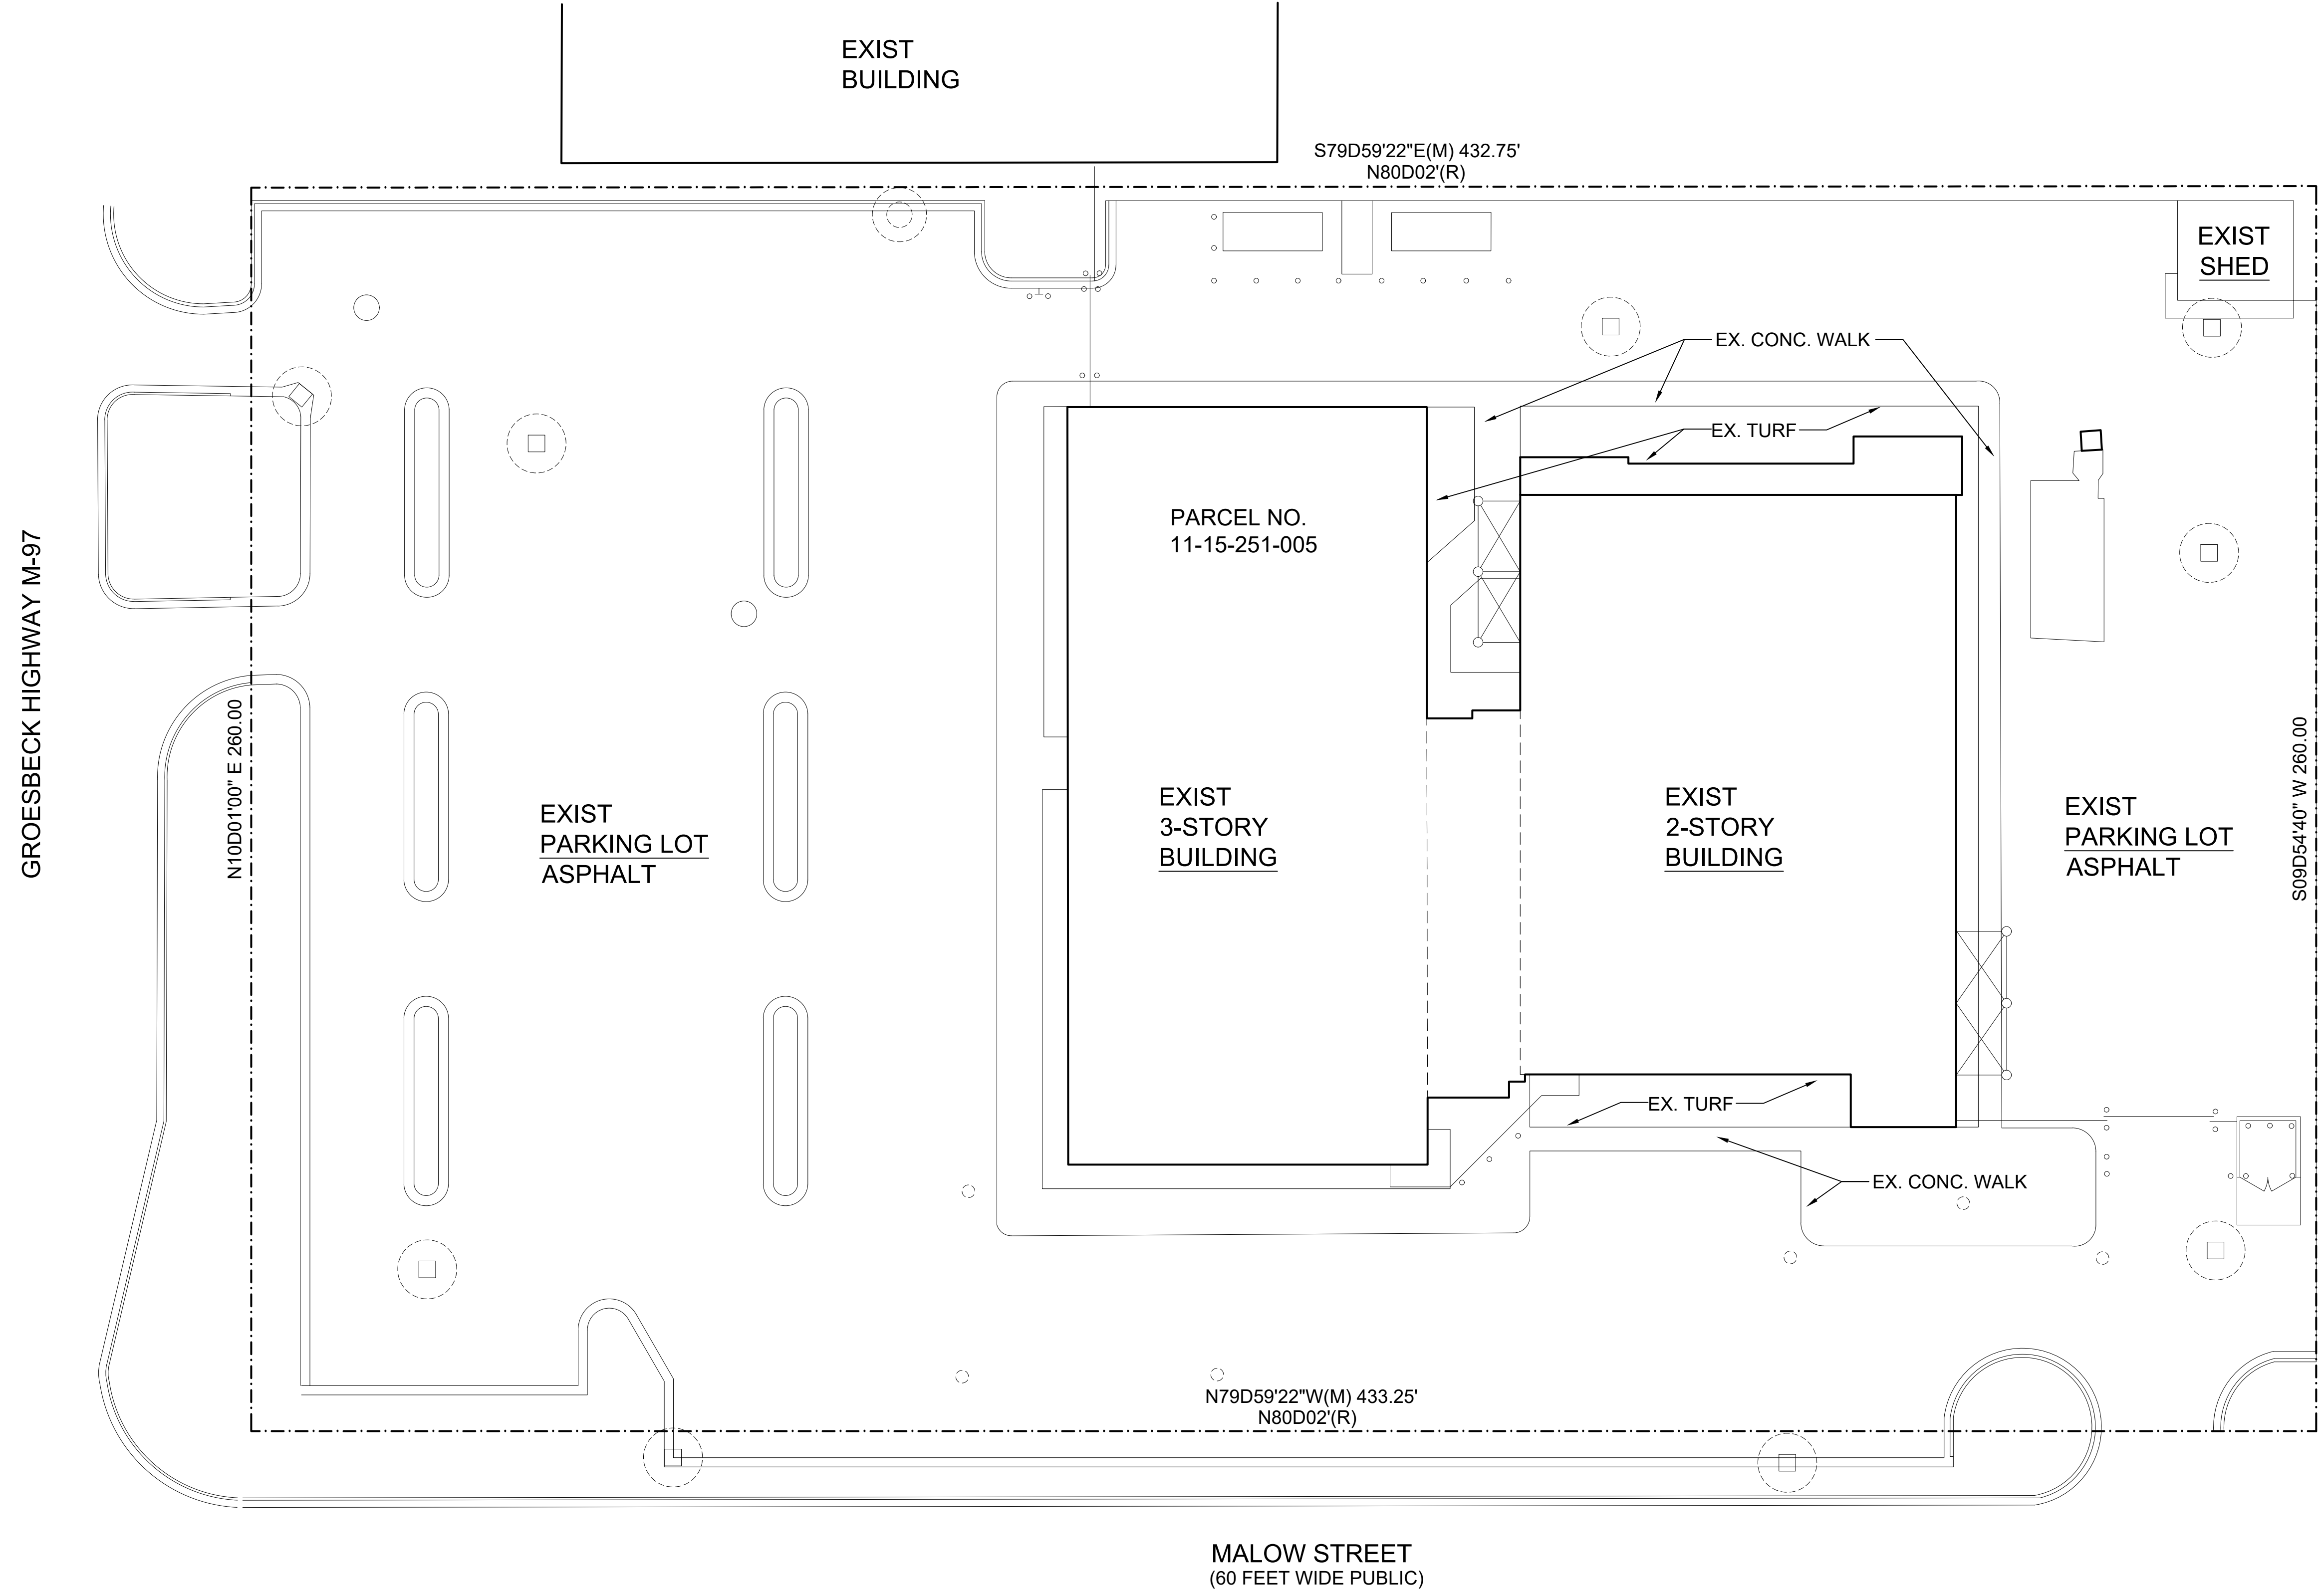 EXIST
BUILDING
S79D59'22"E(M) 432.75'
N80D02'(R)
EXIST
SHED
EX. CONC. WALK
EX. TURF
PARCEL NO.
11-15-251-005
GROESBECK HIGHWAY M-97
N10D01'00" E 260.00
EXIST
PARKING LOT
ASPHALT
EXIST
3-STORY
BUILDING
EXIST
2-STORY
BUILDING
EXIST
PARKING LOT
ASPHALT
S09D54'40" W 260.00
EX. TURF
EX. CONC. WALK
N79D59'22"W(M) 433.25'
N80D02'(R)
MALOW STREET
(60 FEET WIDE PUBLIC)